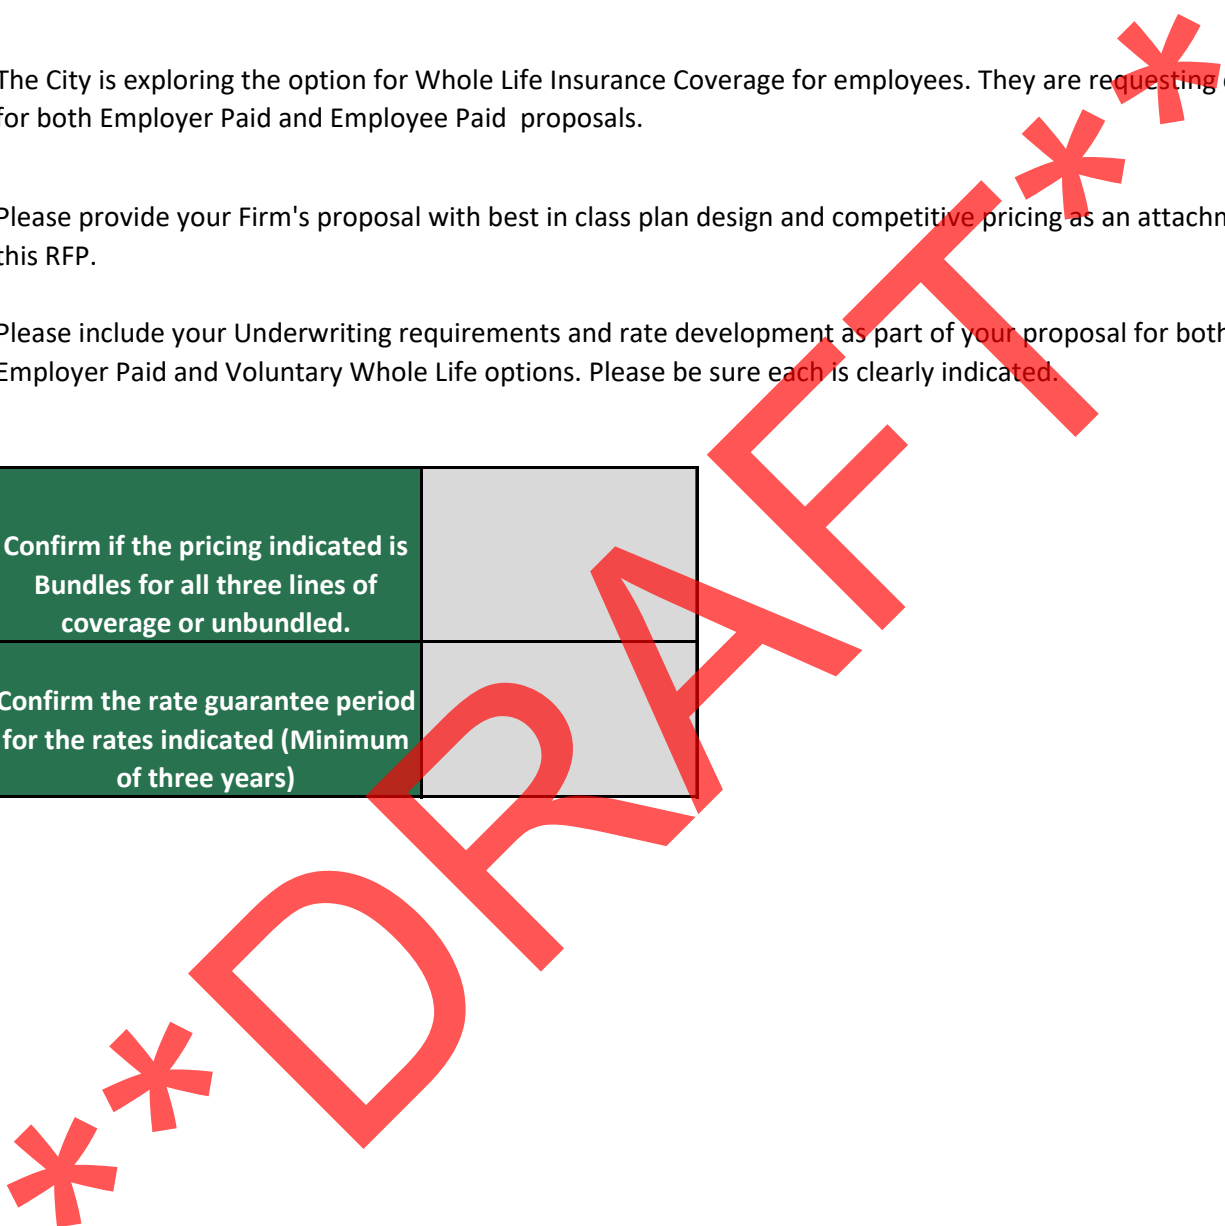 The City is exploring the option for Whole Life Insurance Coverage for employees. They are requesting
for both Employer Paid and Employee Paid proposals.
Please provide your Firm's proposal with best in class plan design and competitive pricing as an attachm
this RFP.
Please include your Underwriting requirements and rate development as part of your proposal for both
Employer Paid and Voluntary Whole Life options. Please be sure each is clearly indicated.
Confirm if the pricing indicated is
Bundles for all three lines of
coverage or unbundled.
Confirm the rate guarantee period
for the rates indicated (Minimum
of three years)
**DRAFT**